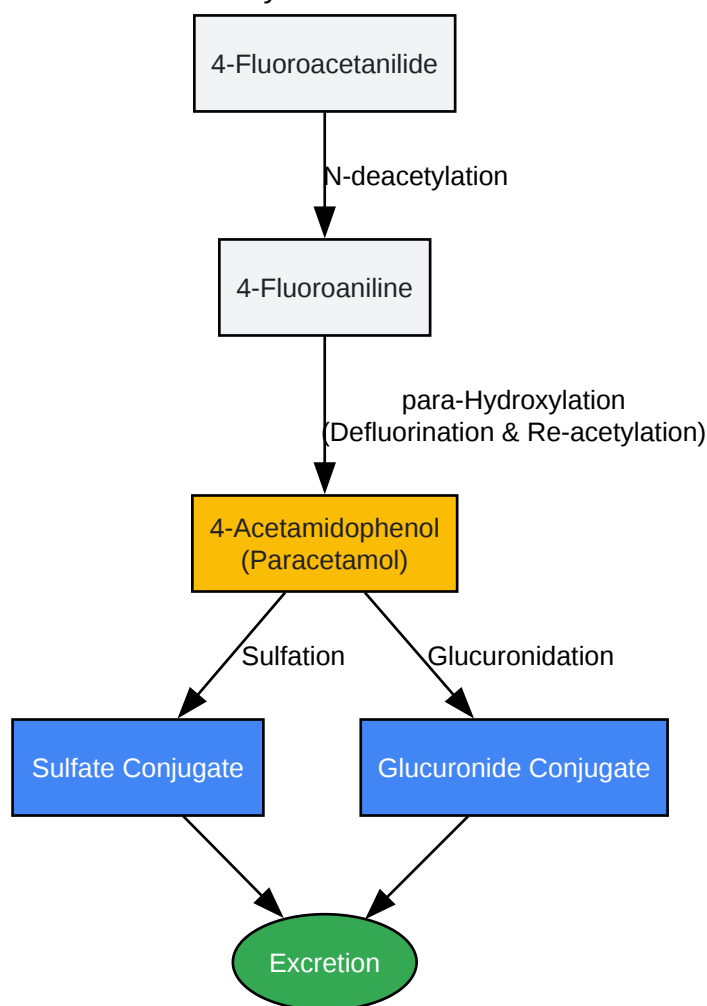 4-Fluoroacetanilide
N-deacetylation
4-Fluoroaniline
para-Hydroxylation
(Defluorination & Re-acetylation)
4-Acetamidophenol
(Paracetamol)
Sulfation
Glucuronidation
Sulfate Conjugate
Glucuronide Conjugate
Excretion